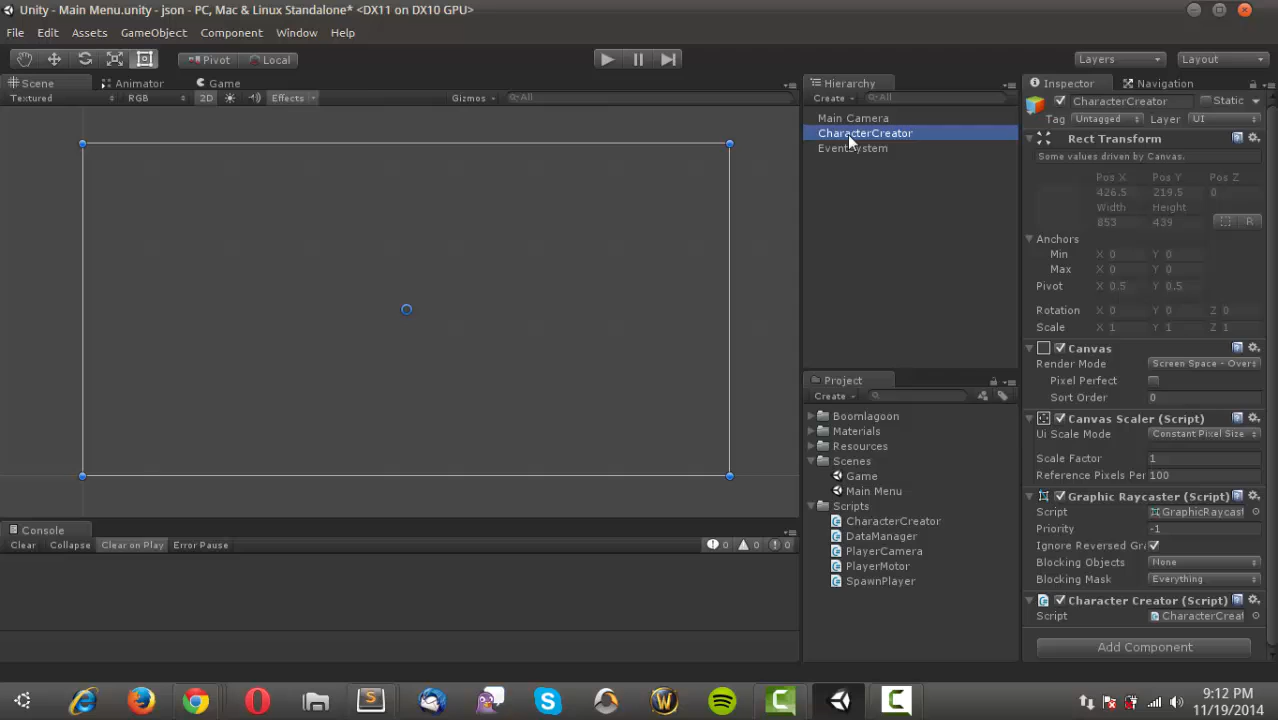 Unity - Main Menu.unity - json - PC, Mac & Linux Standalone* <DX11 on DX10 GPU>
File Edit Assets GameObject Component Window Help
Pivot Local Layers Layout
Scene Animator Game
Textured RGB 2D Effects Gizmos All
Hierarchy
Create All
Main Camera
CharacterCreator
EventSystem
Project
Create
Boomlagoon
Materials
Resources
Scenes
Game
Main Menu
Scripts
CharacterCreator
DataManager
PlayerCamera
PlayerMotor
SpawnPlayer
Inspector Navigation
CharacterCreator Static
Tag Untagged Layer UI
Rect Transform
Some values driven by Canvas.
Pos X Pos Y Pos Z
426.5 219.5 0
Width Height
853 439 R
Anchors
Min X 0 Y 0
Max X 0 Y 0
Pivot X 0.5 Y 0.5
Rotation X 0 Y 0 Z 0
Scale X 1 Y 1 Z 1
Canvas
Render Mode Screen Space - Overs
Pixel Perfect
Sort Order 0
Canvas Scaler (Script)
Ui Scale Mode Constant Pixel Size
Scale Factor 1
Reference Pixels Per 100
Graphic Raycaster (Script)
Script GraphicRaycast
Priority -1
Ignore Reversed Gra
Blocking Objects None
Blocking Mask Everything
Character Creator (Script)
Script CharacterCreat
Add Component
Console
Clear Collapse Clear on Play Error Pause 0 0 0
9:12 PM
11/19/2014